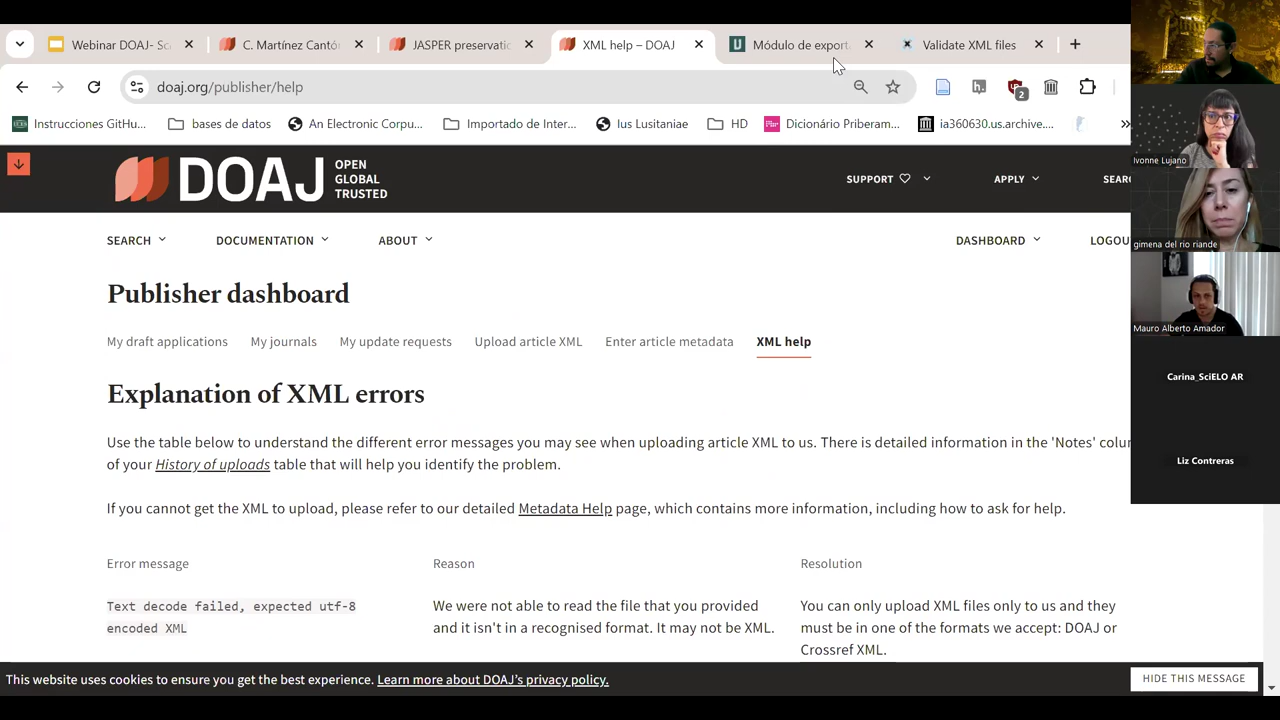 Webinar DOAJ- Sc
C. Martínez Cantó
JASPER preservatio
XML help – DOAJ
Módulo de export
Validate XML files
doaj.org/publisher/help
2
Instrucciones GitHu...
bases de datos
An Electronic Corpu...
Importado de Inter...
Ius Lusitaniae
HD
Dicionário Priberam...
ia360630.us.archive....
DOAJ
OPEN
GLOBAL
TRUSTED
SUPPORT
APPLY
SEARC
SEARCH
DOCUMENTATION
ABOUT
DASHBOARD
LOGOU
Publisher dashboard
My draft applications
My journals
My update requests
Upload article XML
Enter article metadata
XML help
Explanation of XML errors
Use the table below to understand the different error messages you may see when uploading article XML to us. There is detailed information in the 'Notes' colum
of your History of uploads table that will help you identify the problem.
If you cannot get the XML to upload, please refer to our detailed Metadata Help page, which contains more information, including how to ask for help.
Error message
Reason
Resolution
Text decode failed, expected utf-8
encoded XML
We were not able to read the file that you provided
and it isn't in a recognised format. It may not be XML.
You can only upload XML files only to us and they
must be in one of the formats we accept: DOAJ or
Crossref XML.
This website uses cookies to ensure you get the best experience. Learn more about DOAJ's privacy policy.
HIDE THIS MESSAGE
Ivonne Lujano
gimena del rio riande
Mauro Alberto Amador
Carina_SciELO AR
Liz Contreras